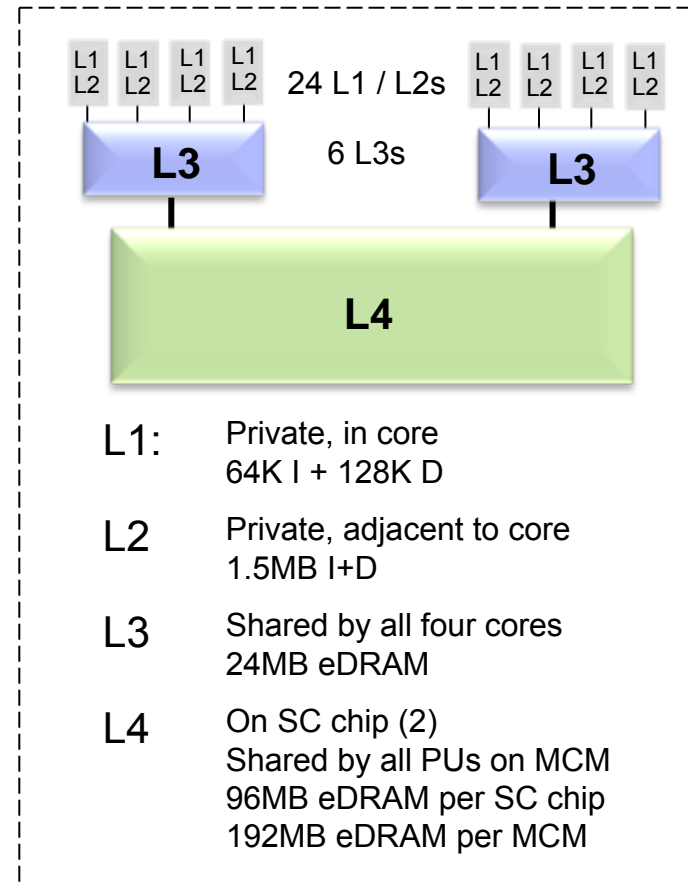 L1 L1 L1 L1 24 L1 / L2s L1 L1 L1 L1
L2 L2 L2 L2 L2 L2 L2 L2
L3 6 L3s L3
L4
L1: Private, in core
64K I + 128K D
L2 Private, adjacent to core
1.5MB I+D
L3 Shared by all four cores
24MB eDRAM
L4 On SC chip (2)
Shared by all PUs on MCM
96MB eDRAM per SC chip
192MB eDRAM per MCM